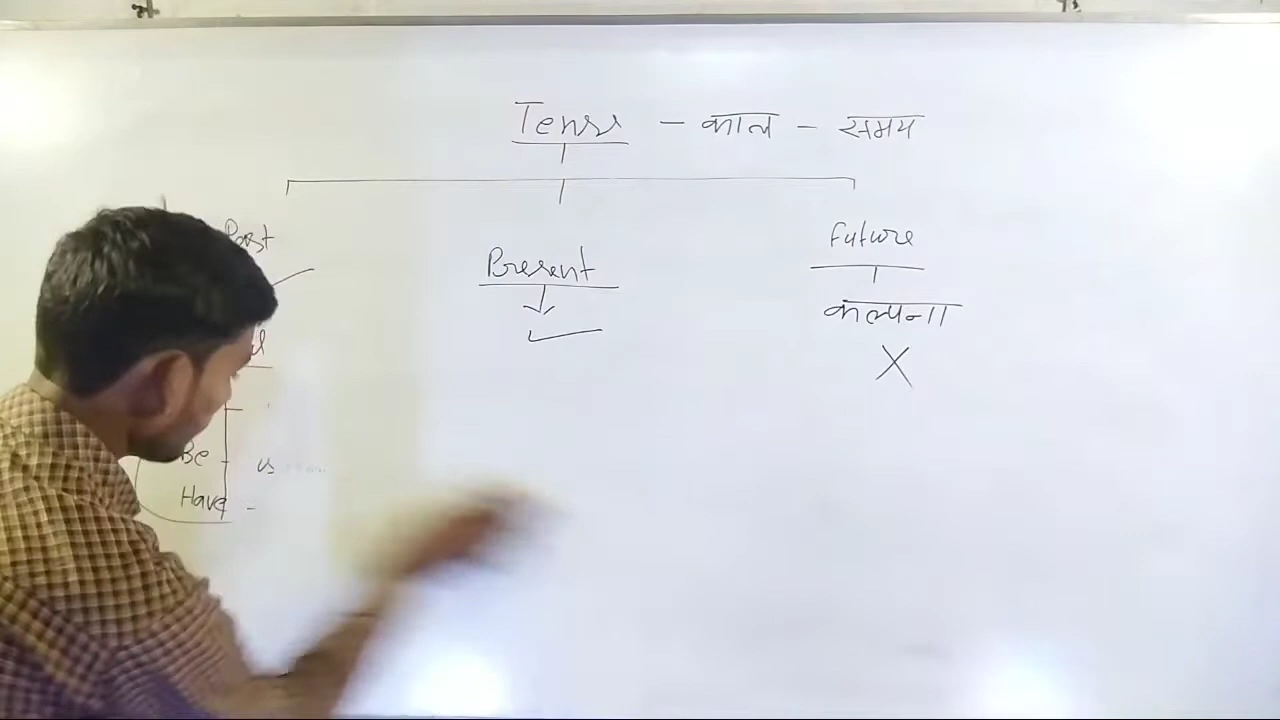 Tense – काल – समय
Past
Present
Future
कल्पना
X
Be
Have -